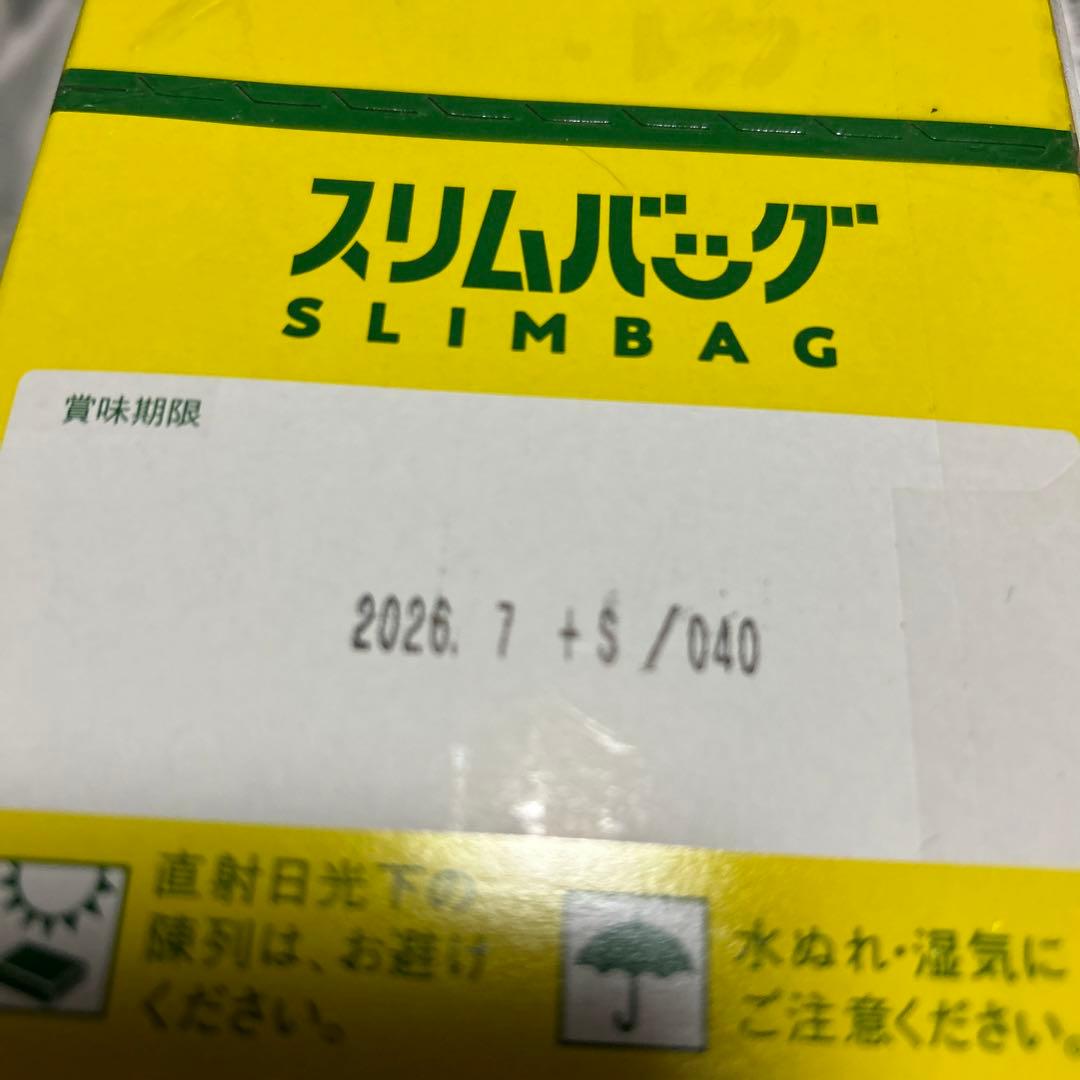 スリムバッグ
SLIMBAG
賞味期限
2026. 7 +S /040
直射日光下の
陳列は、お避け
ください。
水ぬれ・湿気に
ご注意ください。